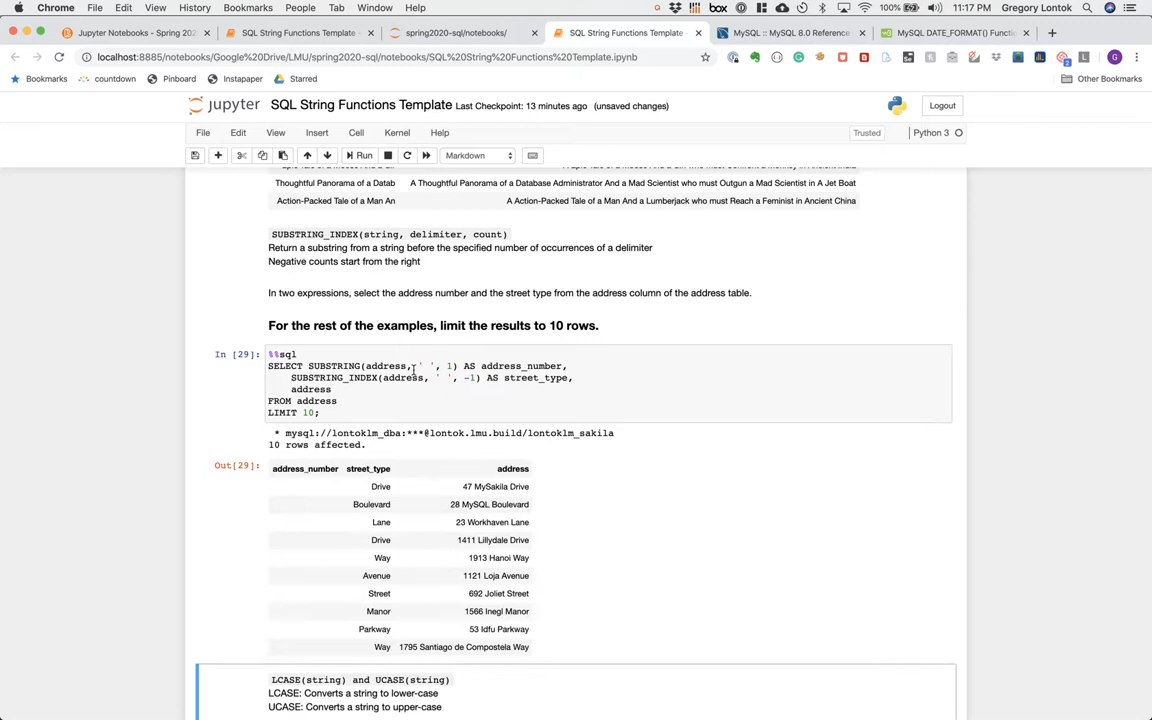 Chrome File Edit View History Bookmarks People Tab Window Help
box 100% Gregory Lontok 11:17 PM
Jupyter Notebooks - Spring 202
SQL String Functions Template -
spring2020-sql/notebooks/
SQL String Functions Template -
MySQL :: MySQL 8.0 Reference
MySQL DATE_FORMAT() Functio
localhost:8885/notebooks/Google%20Drive/LMU/spring2020-sql/notebooks/SQL%20String%20Functions%20Template.ipynb
Bookmarks countdown Pinboard Instapaper Starred Other Bookmarks
jupyter SQL String Functions Template Last Checkpoint: 13 minutes ago (unsaved changes) Logout
File Edit View Insert Cell Kernel Help Trusted Python 3
Run Markdown
Thoughtful Panorama of a Datab A Thoughtful Panorama of a Database Administrator And a Mad Scientist who must Outgun a Mad Scientist in A Jet Boat
Action-Packed Tale of a Man An A Action-Packed Tale of a Man And a Lumberjack who must Reach a Feminist in Ancient China
SUBSTRING_INDEX(string, delimiter, count)
Return a substring from a string before the specified number of occurrences of a delimiter
Negative counts start from the right
In two expressions, select the address number and the street type from the address column of the address table.
For the rest of the examples, limit the results to 10 rows.
In [29]: %%sql
SELECT SUBSTRING(address, ' ', 1) AS address_number,
SUBSTRING_INDEX(address, ' ', -1) AS street_type,
address
FROM address
LIMIT 10;
* mysql://lontoklm_dba:***@lontok.lmu.build/lontoklm_sakila
10 rows affected.
Out[29]: address_number street_type address
Drive 47 MySakila Drive
Boulevard 28 MySQL Boulevard
Lane 23 Workhaven Lane
Drive 1411 Lillydale Drive
Way 1913 Hanoi Way
Avenue 1121 Loja Avenue
Street 692 Joliet Street
Manor 1566 Inegl Manor
Parkway 53 Idfu Parkway
Way 1795 Santiago de Compostela Way
LCASE(string) and UCASE(string)
LCASE: Converts a string to lower-case
UCASE: Converts a string to upper-case